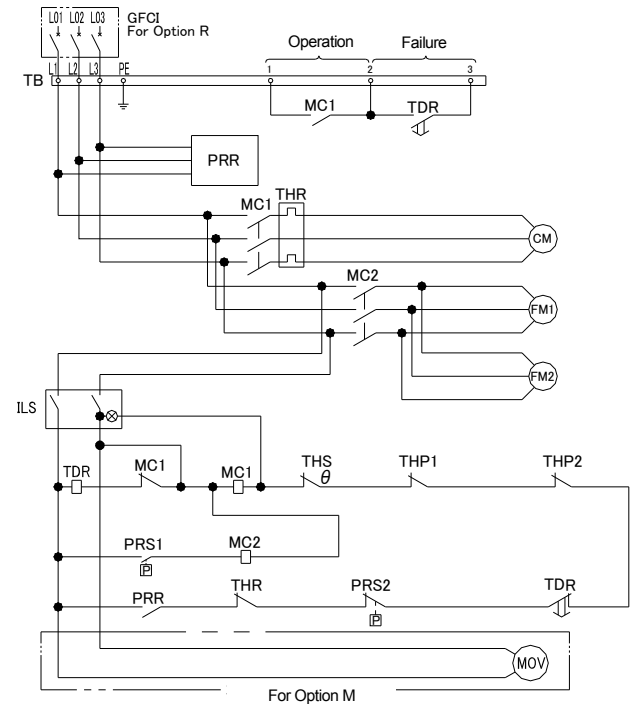 L01 L02 L03 GFCI
For Option R
L1 L2 L3 PE
TB
Operation Failure
1 2 3
MC1 TDR
PRR
MC1 THR
CM
MC2
FM1
FM2
ILS
TDR MC1 MC1 THS THP1 THP2
θ
PRS1 MC2
P
PRR THR PRS2 TDR
P
MOV
For Option M